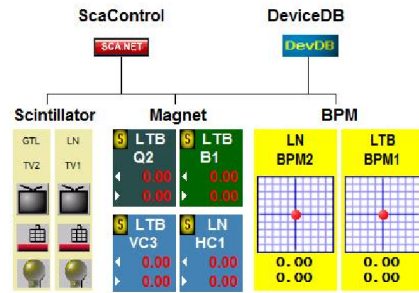 ScaControl DeviceDB
SCA.NET DevDB
Scintillator Magnet BPM
GTL LN
TV2 TV1
S LTB S LTB
Q2 B1
0.00 0.00
0.00 0.00
S LTB S LN
VC3 HC1
0.00 0.00
0.00 0.00
LN LTB
BPM2 BPM1
0.00 0.00
0.00 0.00